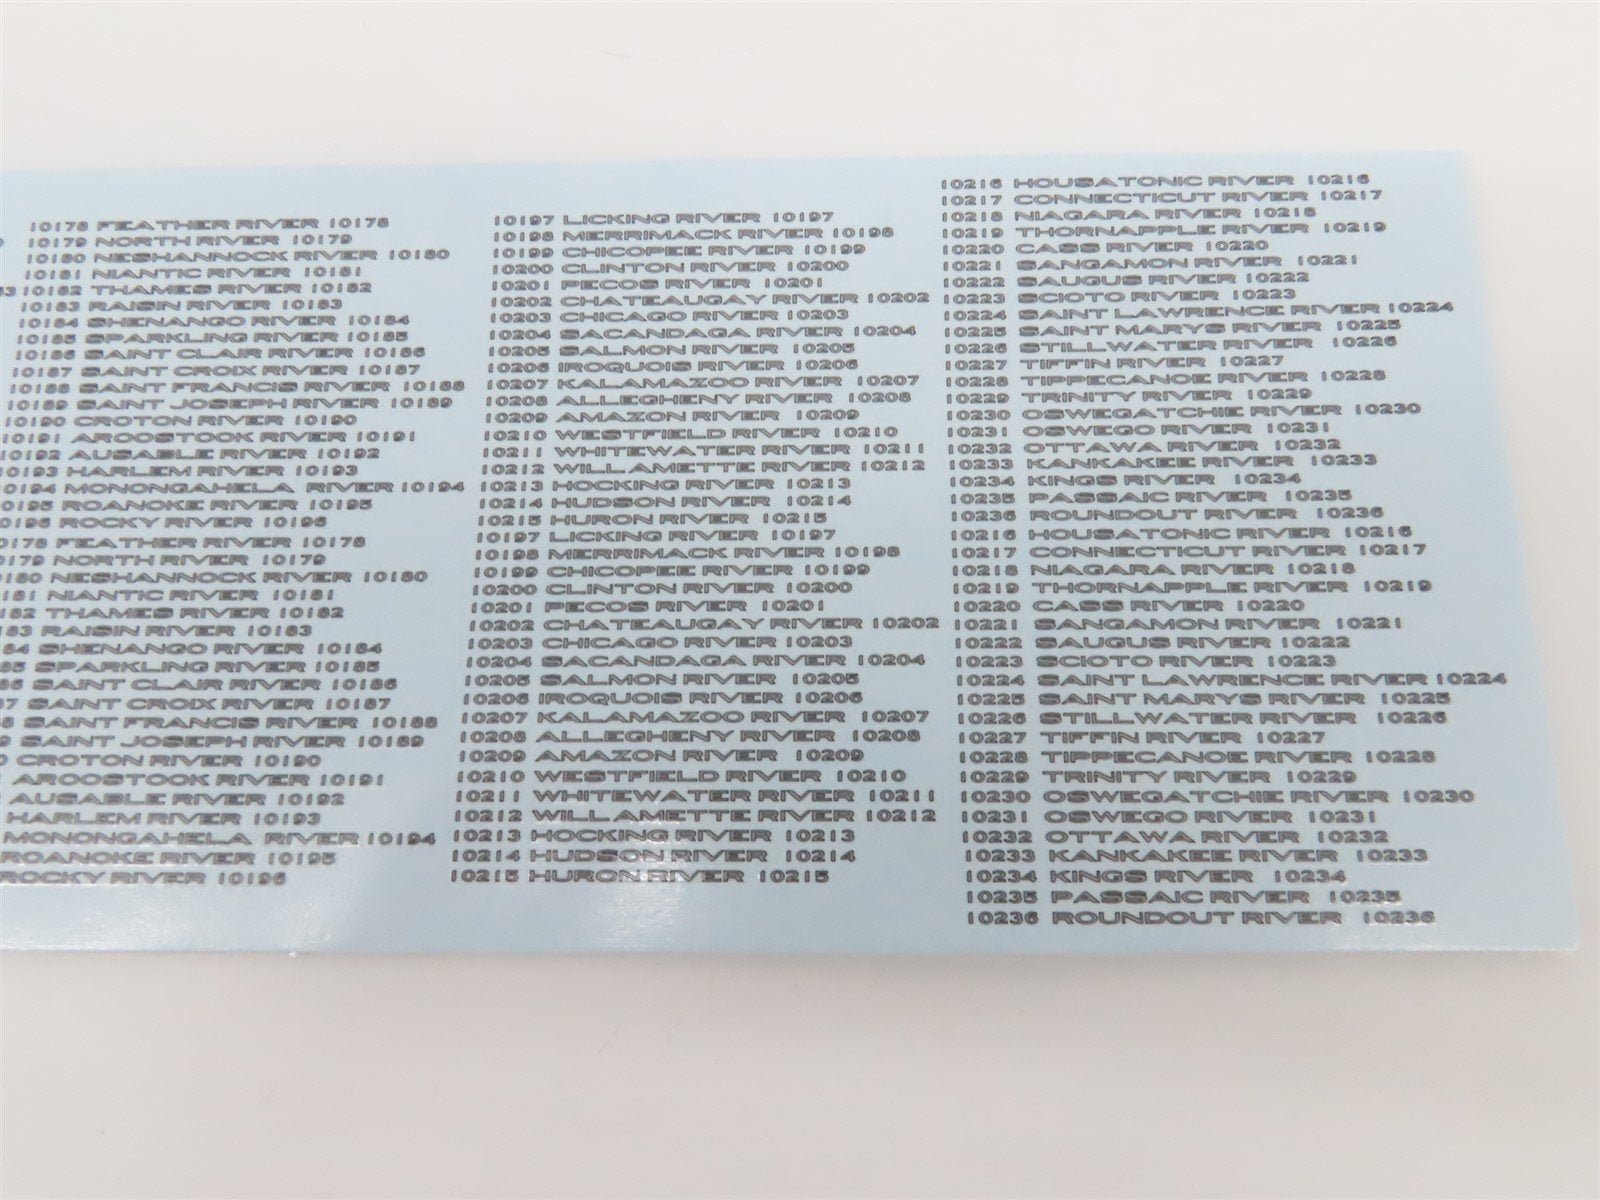 10178 FEATHER RIVER 10178
10179 NORTH RIVER 10179
10180 NESHANNOCK RIVER 10180
10181 NIANTIC RIVER 10181
10182 THAMES RIVER 10182
10183 RAISIN RIVER 10183
10184 SHENANGO RIVER 10184
10185 SPARKLING RIVER 10185
10186 SAINT CLAIR RIVER 10186
10187 SAINT CROIX RIVER 10187
10188 SAINT FRANCIS RIVER 10188
10189 SAINT JOSEPH RIVER 10189
10190 CROTON RIVER 10190
10191 AROOSTOOK RIVER 10191
10192 AUSABLE RIVER 10192
10193 HARLEM RIVER 10193
10194 MONONGAHELA RIVER 10194
10195 ROANOKE RIVER 10195
10196 ROCKY RIVER 10196
10178 FEATHER RIVER 10178
10179 NORTH RIVER 10179
180 NESHANNOCK RIVER 10180
181 NIANTIC RIVER 10181
182 THAMES RIVER 10182
183 RAISIN RIVER 10183
84 SHENANGO RIVER 10184
85 SPARKLING RIVER 10185
86 SAINT CLAIR RIVER 10186
87 SAINT CROIX RIVER 10187
8 SAINT FRANCIS RIVER 10188
9 SAINT JOSEPH RIVER 10189
0 CROTON RIVER 10190
AROOSTOOK RIVER 10191
AUSABLE RIVER 10192
HARLEM RIVER 10193
MONONGAHELA RIVER 10194
ROANOKE RIVER 10195
ROCKY RIVER 10196
10197 LICKING RIVER 10197
10198 MERRIMACK RIVER 10198
10199 CHICOPEE RIVER 10199
10200 CLINTON RIVER 10200
10201 PECOS RIVER 10201
10202 CHATEAUGAY RIVER 10202
10203 CHICAGO RIVER 10203
10204 SACANDAGA RIVER 10204
10205 SALMON RIVER 10205
10206 IROQUOIS RIVER 10206
10207 KALAMAZOO RIVER 10207
10208 ALLEGHENY RIVER 10208
10209 AMAZON RIVER 10209
10210 WESTFIELD RIVER 10210
10211 WHITEWATER RIVER 10211
10212 WILLAMETTE RIVER 10212
10213 HOCKING RIVER 10213
10214 HUDSON RIVER 10214
10215 HURON RIVER 10215
10197 LICKING RIVER 10197
10198 MERRIMACK RIVER 10198
10199 CHICOPEE RIVER 10199
10200 CLINTON RIVER 10200
10201 PECOS RIVER 10201
10202 CHATEAUGAY RIVER 10202
10203 CHICAGO RIVER 10203
10204 SACANDAGA RIVER 10204
10205 SALMON RIVER 10205
10206 IROQUOIS RIVER 10206
10207 KALAMAZOO RIVER 10207
10208 ALLEGHENY RIVER 10208
10209 AMAZON RIVER 10209
10210 WESTFIELD RIVER 10210
10211 WHITEWATER RIVER 10211
10212 WILLAMETTE RIVER 10212
10213 HOCKING RIVER 10213
10214 HUDSON RIVER 10214
10215 HURON RIVER 10215
10216 HOUSATONIC RIVER 10216
10217 CONNECTICUT RIVER 10217
10218 NIAGARA RIVER 10218
10219 THORNAPPLE RIVER 10219
10220 CASS RIVER 10220
10221 SANGAMON RIVER 10221
10222 SAUGUS RIVER 10222
10223 SCIOTO RIVER 10223
10224 SAINT LAWRENCE RIVER 10224
10225 SAINT MARYS RIVER 10225
10226 STILLWATER RIVER 10226
10227 TIFFIN RIVER 10227
10228 TIPPECANOE RIVER 10228
10229 TRINITY RIVER 10229
10230 OSWEGATCHIE RIVER 10230
10231 OSWEGO RIVER 10231
10232 OTTAWA RIVER 10232
10233 KANKAKEE RIVER 10233
10234 KINGS RIVER 10234
10235 PASSAIC RIVER 10235
10236 ROUNDOUT RIVER 10236
10216 HOUSATONIC RIVER 10216
10217 CONNECTICUT RIVER 10217
10218 NIAGARA RIVER 10218
10219 THORNAPPLE RIVER 10219
10220 CASS RIVER 10220
10221 SANGAMON RIVER 10221
10222 SAUGUS RIVER 10222
10223 SCIOTO RIVER 10223
10224 SAINT LAWRENCE RIVER 10224
10225 SAINT MARYS RIVER 10225
10226 STILLWATER RIVER 10226
10227 TIFFIN RIVER 10227
10228 TIPPECANOE RIVER 10228
10229 TRINITY RIVER 10229
10230 OSWEGATCHIE RIVER 10230
10231 OSWEGO RIVER 10231
10232 OTTAWA RIVER 10232
10233 KANKAKEE RIVER 10233
10234 KINGS RIVER 10234
10235 PASSAIC RIVER 10235
10236 ROUNDOUT RIVER 10236